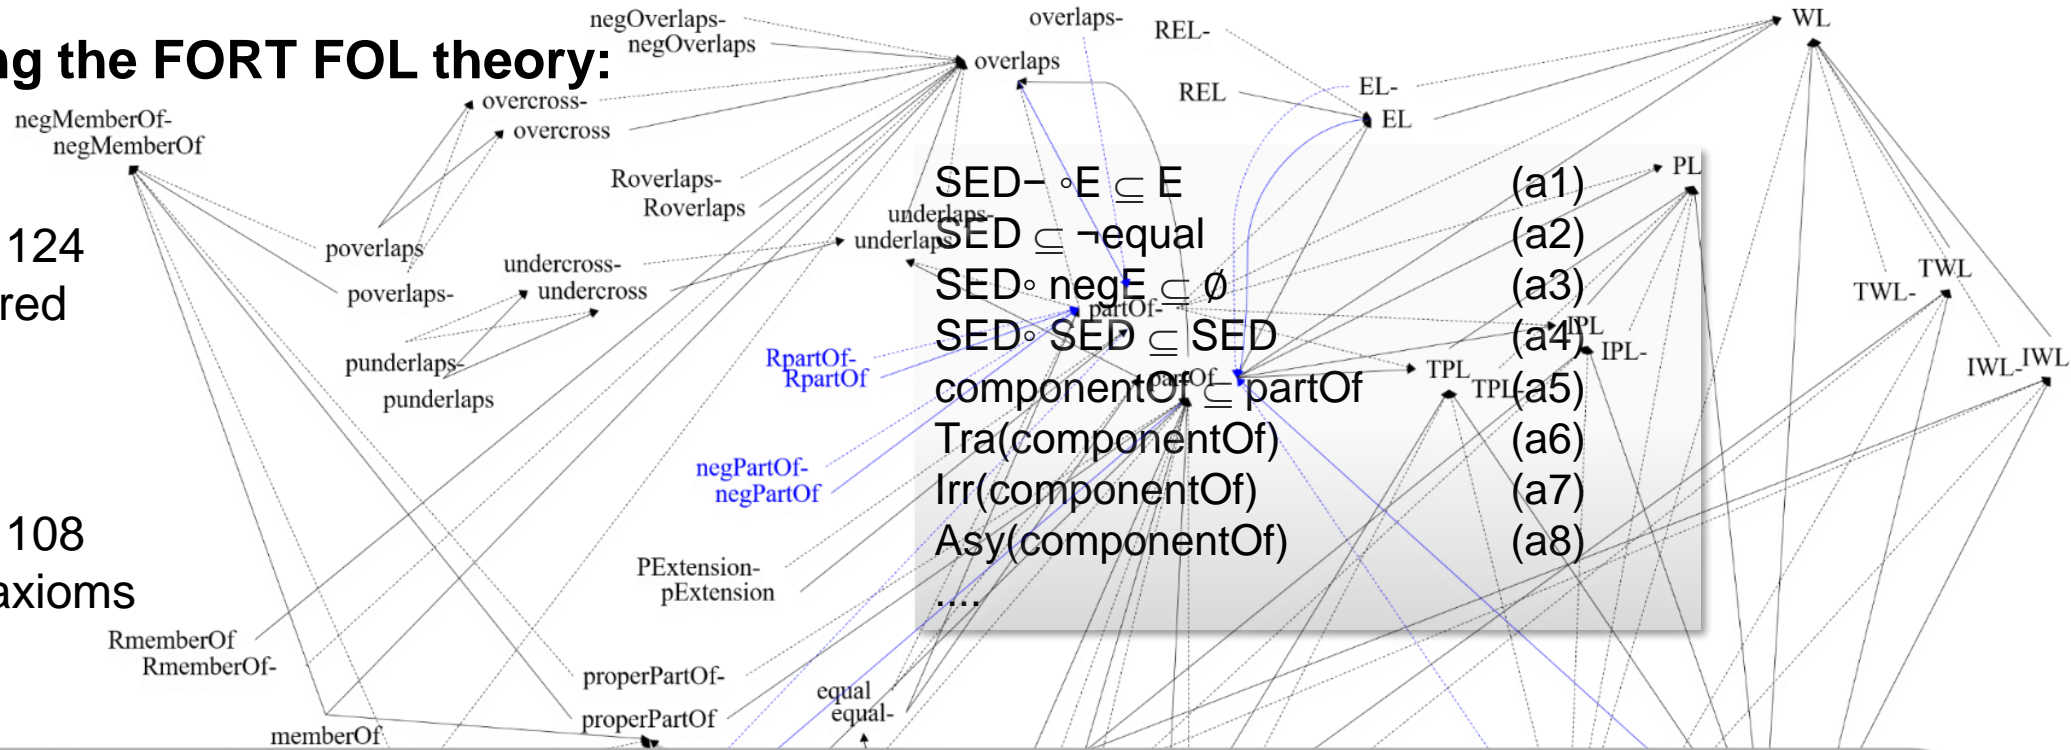 ng the FORT FOL theory:
124
red
108
axioms
negOverlaps-
negOverlaps
overlaps-
overlaps
REL-
REL
EL-
EL
WL
overcross-
overcross
negMemberOf-
negMemberOf
Roverlaps-
Roverlaps
underlaps-
underlaps
poverlaps
poverlaps-
undercross-
undercross
punderlaps-
punderlaps
PL
TWL
TWL-
IPL
IPL-
IWL-
IWL
TPL
TPL-
partOf-
partOf
RpartOf-
RpartOf
negPartOf-
negPartOf
PExtension-
pExtension
RmemberOf
RmemberOf-
properPartOf-
properPartOf
equal
equal-
memberOf
SED− ∘E ⊆ E (a1)
SED ⊆ ¬equal (a2)
SED∘ negE ⊆ ∅ (a3)
SED∘ SED ⊆ SED (a4)
componentOf ⊆ partOf (a5)
Tra(componentOf) (a6)
Irr(componentOf) (a7)
Asy(componentOf) (a8)
....